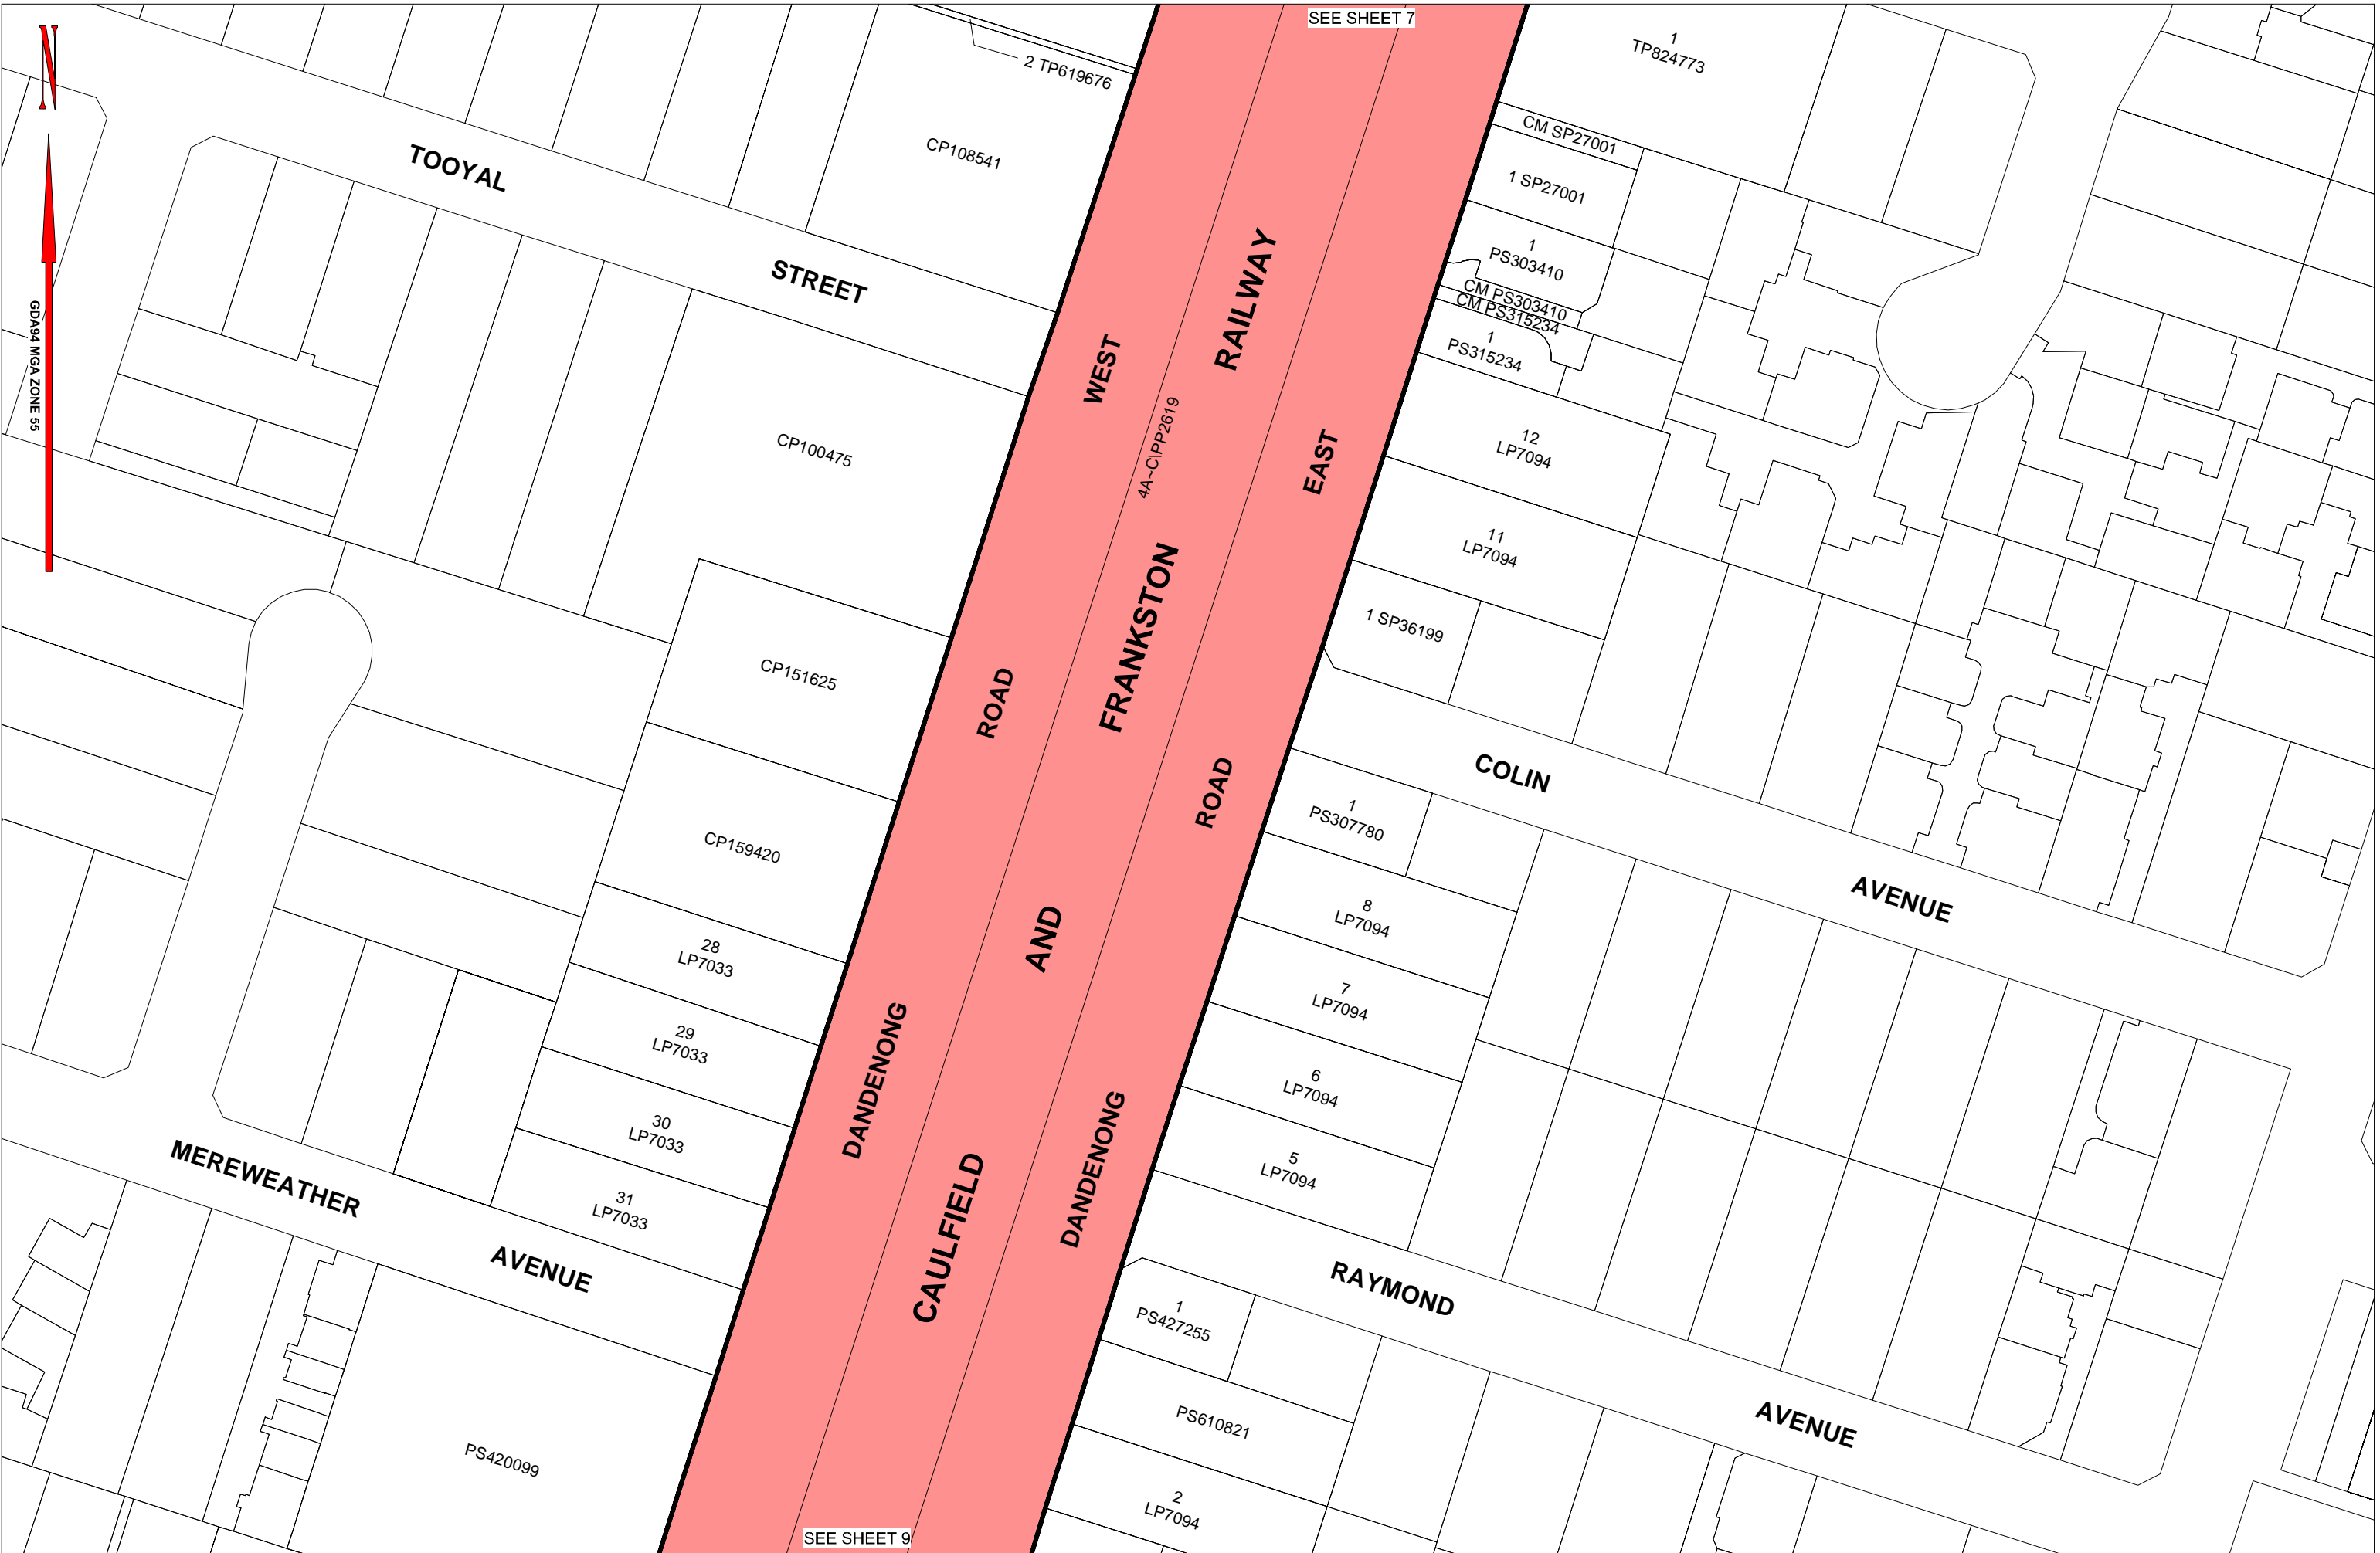 SEE SHEET 7
N
GDA94 MGA ZONE 55
2 TP619676
CP108541
TOOYAL
STREET
CP100475
CP151625
CP159420
28
LP7033
29
LP7033
30
LP7033
31
LP7033
MEREWEATHER
AVENUE
PS420099
WEST
ROAD
DANDENONG
4A~C\PP2619
RAILWAY
FRANKSTON
AND
CAULFIELD
EAST
ROAD
DANDENONG
1
TP824773
CM SP27001
1 SP27001
1
PS303410
CM PS303410
CM PS315234
1
PS315234
12
LP7094
11
LP7094
1 SP36199
COLIN
AVENUE
1
PS307780
8
LP7094
7
LP7094
6
LP7094
5
LP7094
RAYMOND
AVENUE
1
PS427255
PS610821
2
LP7094
SEE SHEET 9